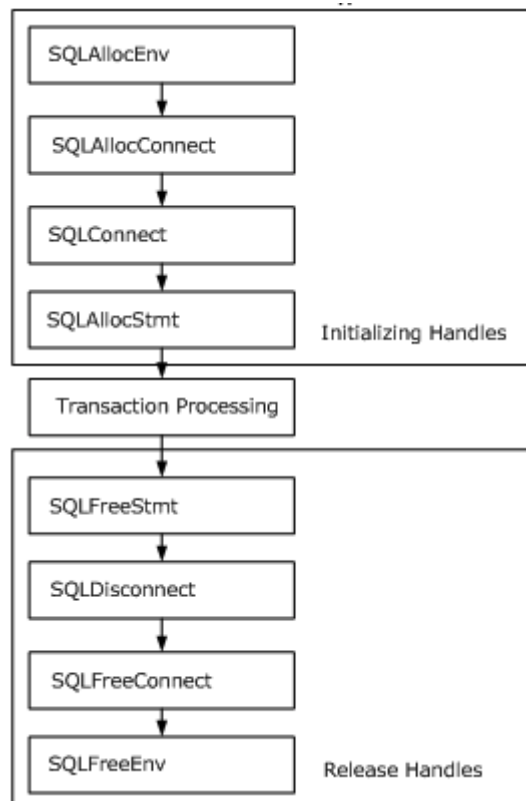 SQLAllocEnv
SQLAllocConnect
SQLConnect
SQLAllocStmt
Initializing Handles
Transaction Processing
SQLFreeStmt
SQLDisconnect
SQLFreeConnect
SQLFreeEnv
Release Handles